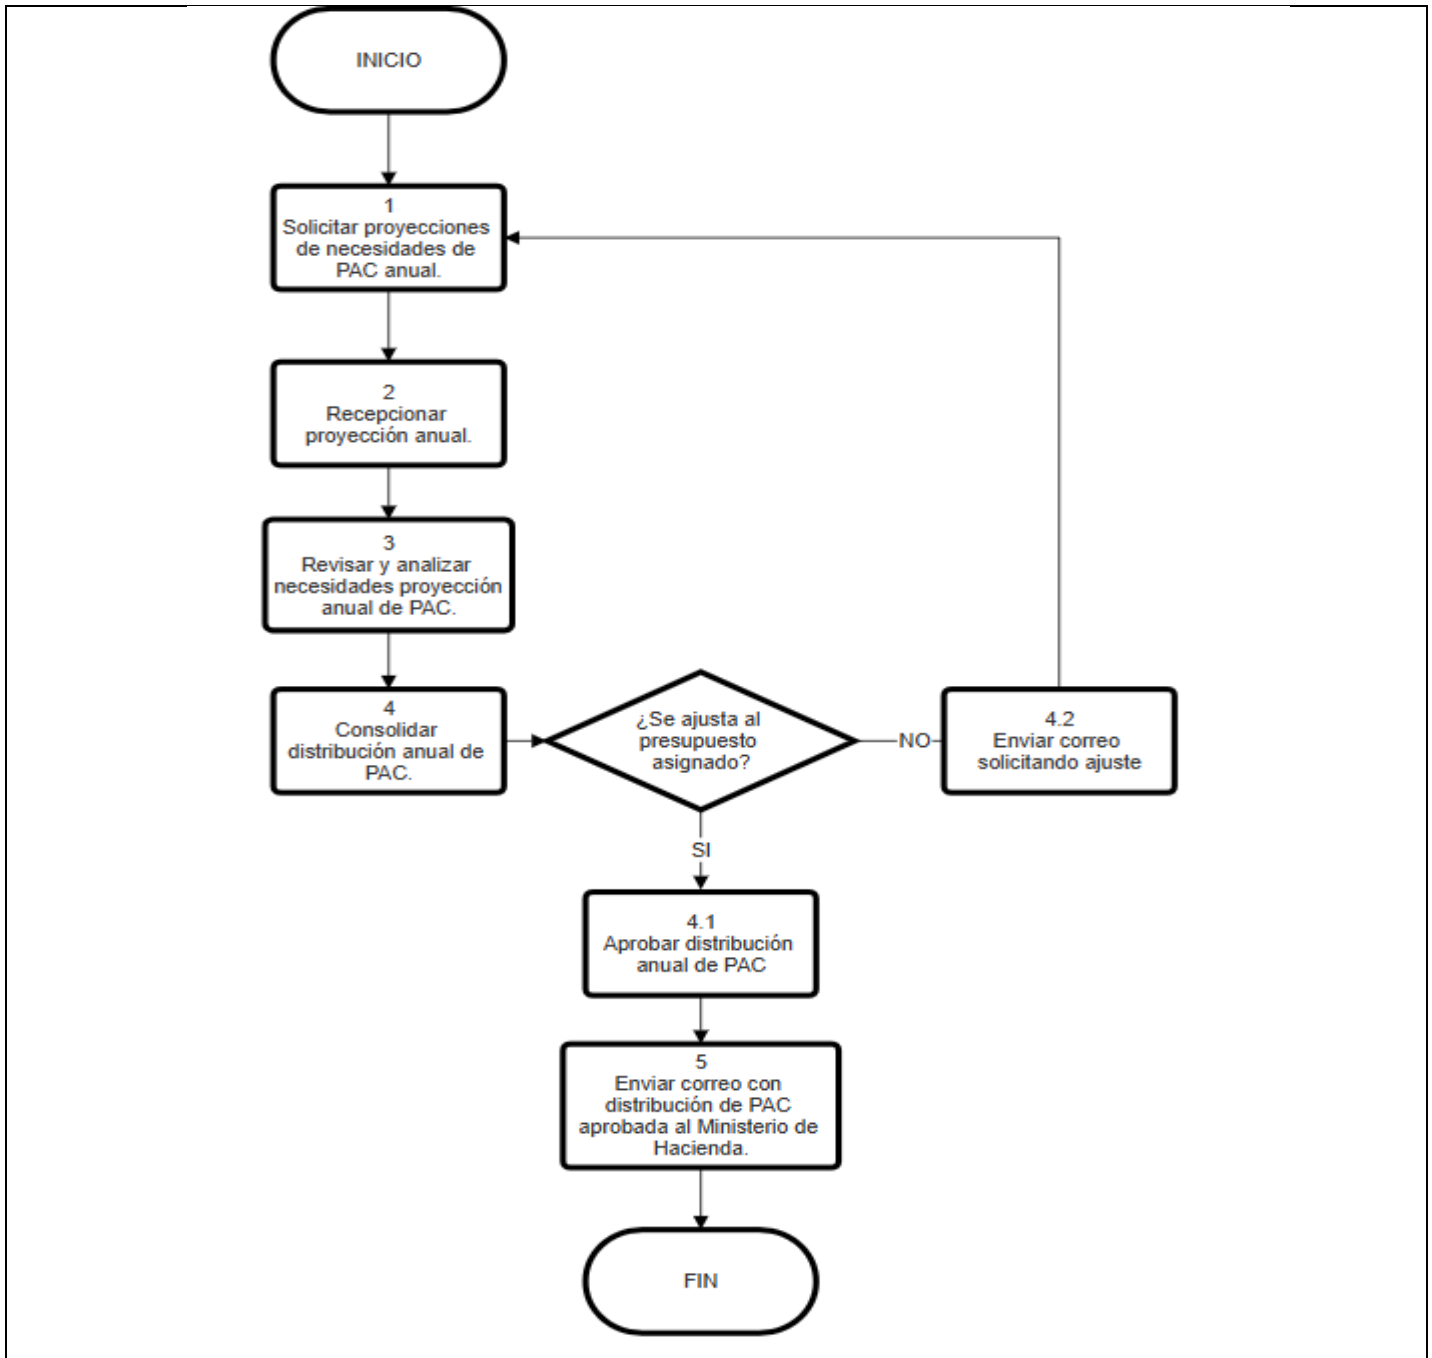 INICIO
1
Solicitar proyecciones
de necesidades de
PAC anual.
2
Recepcionar
proyección anual.
3
Revisar y analizar
necesidades proyección
anual de PAC.
4
Consolidar
distribución anual de
PAC.
¿Se ajusta al
presupuesto
asignado?
NO
4.2
Enviar correo
solicitando ajuste
SI
4.1
Aprobar distribución
anual de PAC
5
Enviar correo con
distribución de PAC
aprobada al Ministerio de
Hacienda.
FIN